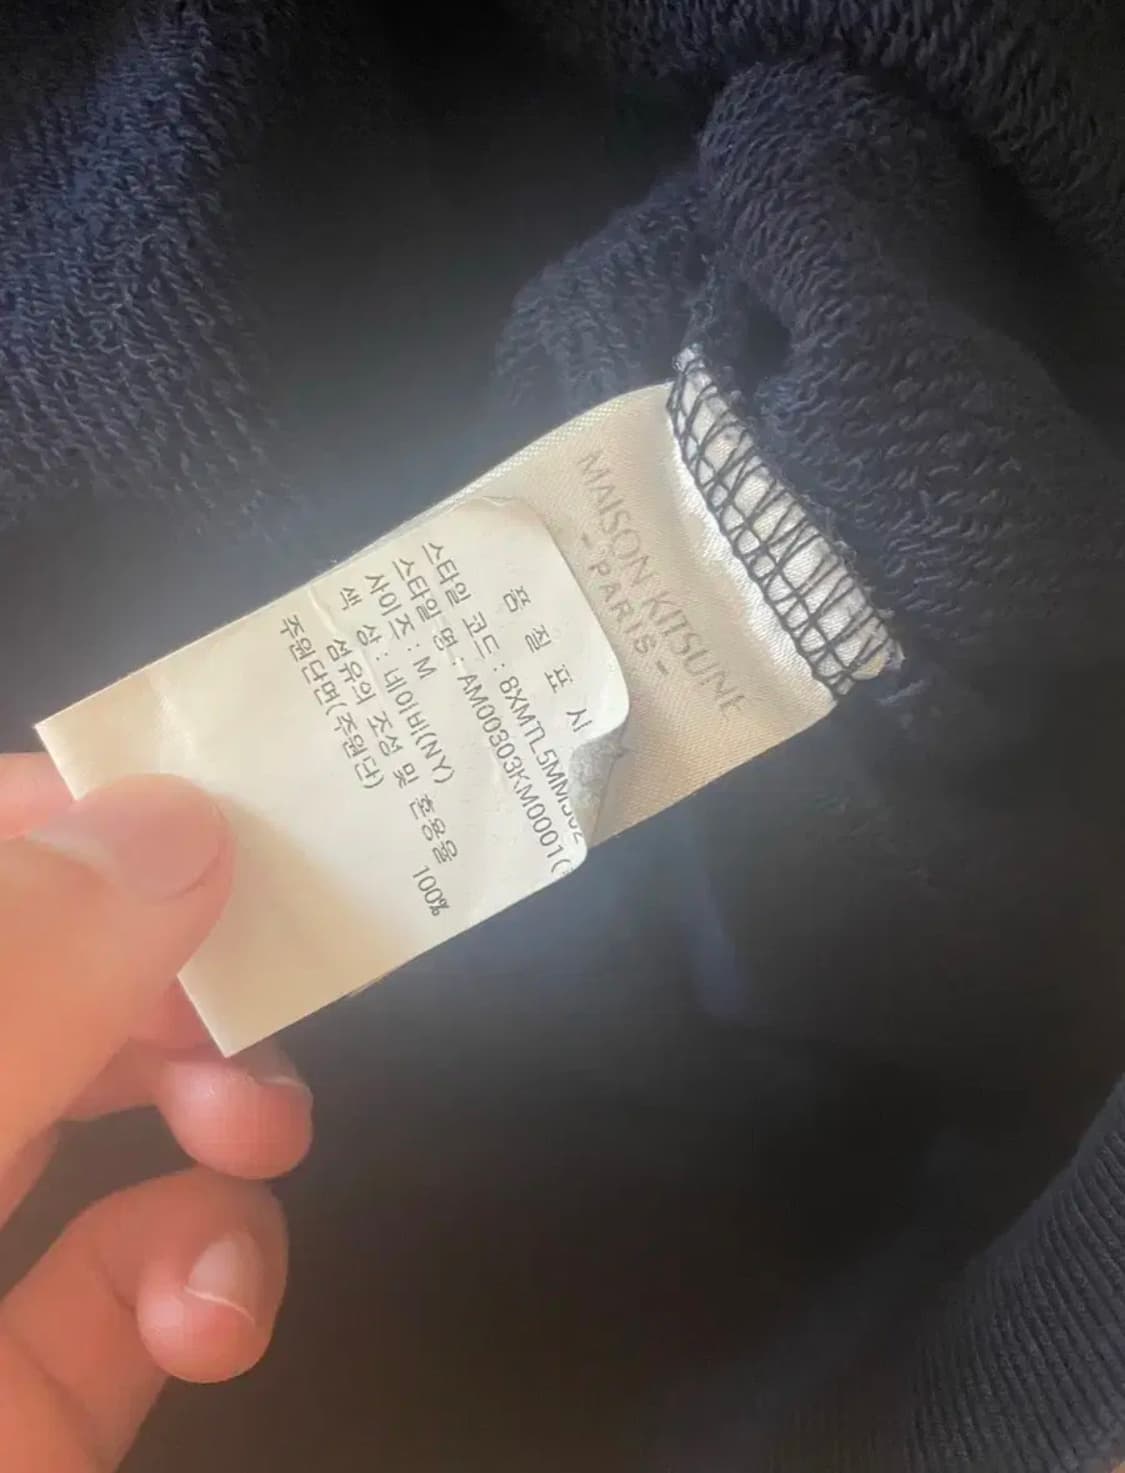 MAISON KITSUNÉ
- PARIS -
품 질 표 시
스타일 코드 : 8XMTL5MM302
스타일 명 : AM00303KM0001(
사이즈 : M
색 상 : 네이비(NY)
섬유의 조성 및 혼용율
주원단면(주원단) 100%